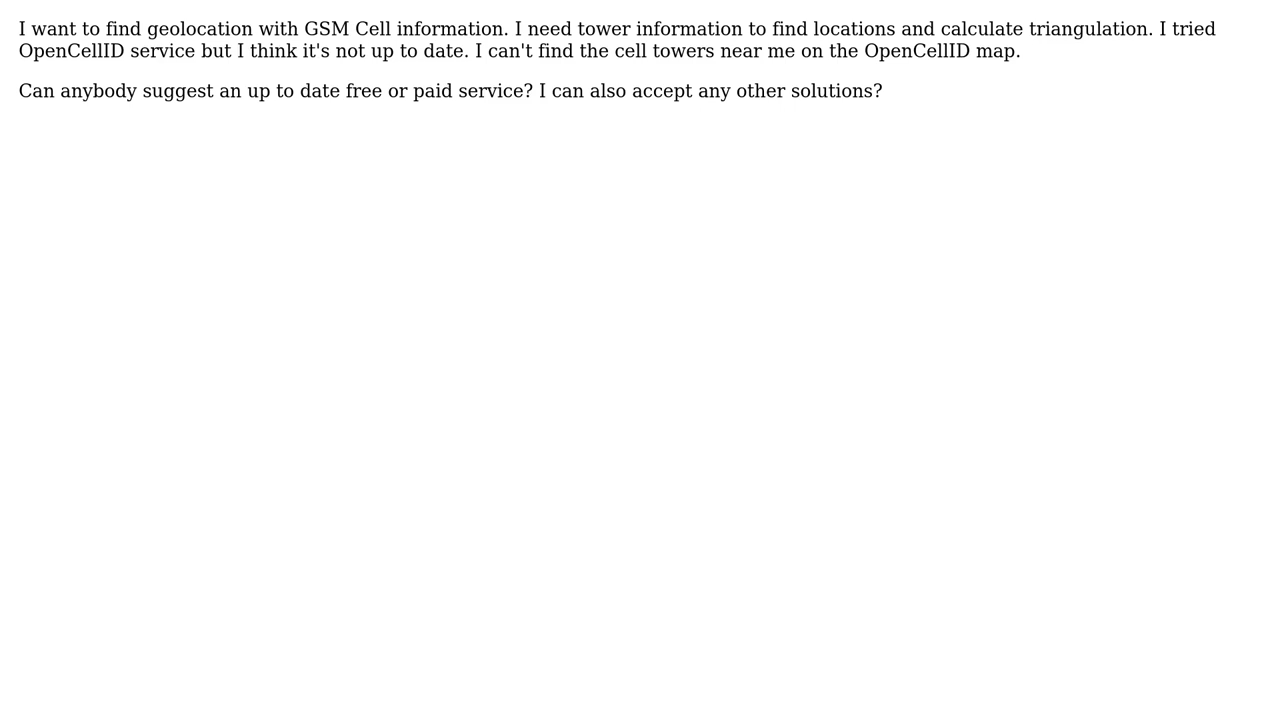 I want to find geolocation with GSM Cell information. I need tower information to find locations and calculate triangulation. I tried
OpenCellID service but I think it's not up to date. I can't find the cell towers near me on the OpenCellID map.
Can anybody suggest an up to date free or paid service? I can also accept any other solutions?